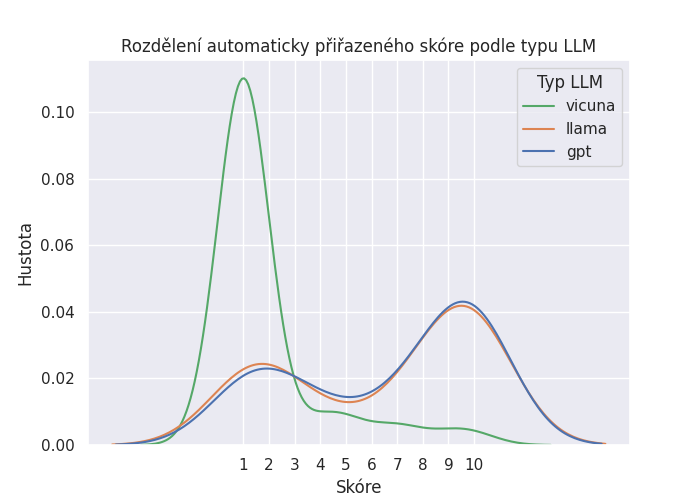 Rozdělení automaticky přiřazeného skóre podle typu LLM
Typ LLM
vicuna
llama
gpt
0.10
0.08
0.06
0.04
0.02
0.00
Hustota
1 2 3 4 5 6 7 8 9 10
Skóre